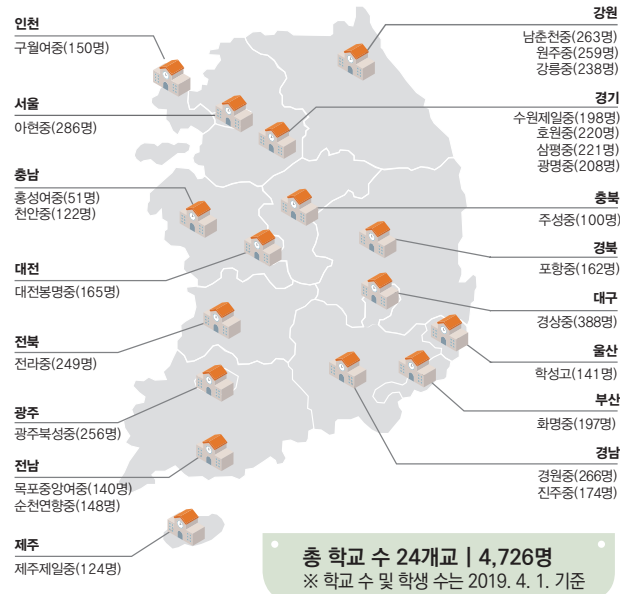 인천
구월여중(150명)
서울
아현중(286명)
충남
홍성여중(51명)
천안중(122명)
대전
대전봉명중(165명)
전북
전라중(249명)
광주
광주북성중(256명)
전남
목포중앙여중(140명)
순천연향중(148명)
제주
제주제일중(124명)
강원
남춘천중(263명)
원주중(259명)
강릉중(238명)
경기
수원제일중(198명)
호원중(220명)
삼평중(221명)
광명중(208명)
충북
주성중(100명)
경북
포항중(162명)
대구
경상중(388명)
울산
학성고(141명)
부산
화명중(197명)
경남
경원중(266명)
진주중(174명)
총 학교 수 24개교 | 4,726명
※ 학교 수 및 학생 수는 2019. 4. 1. 기준